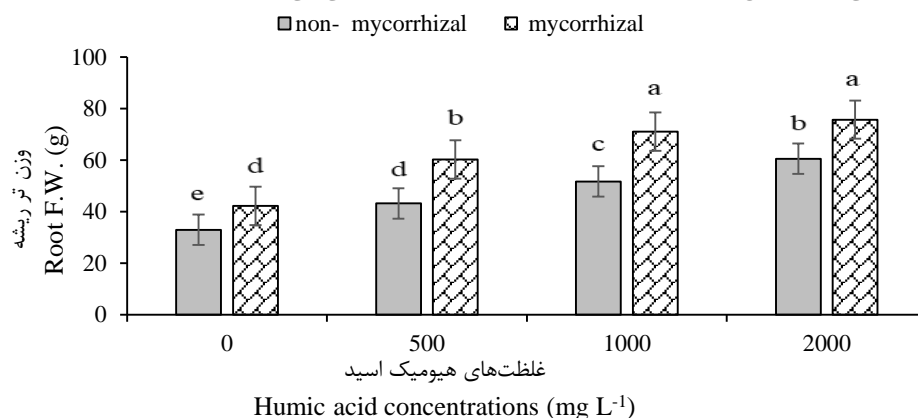 non- mycorrhizal mycorrhizal
100
80
60
40
20
0
وزن تر ریشه
Root F.W. (g)
e d d b c a b a
0 500 1000 2000
غلظت‌های هیومیک اسید
Humic acid concentrations (mg L-1)